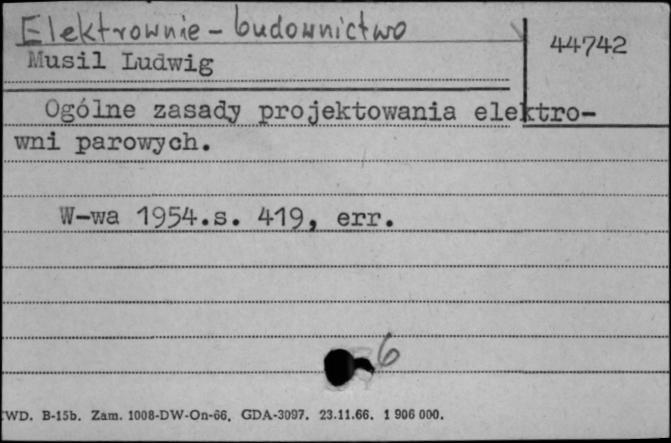 Elektrownie - budownictwo
44742
Musil Ludwig
Ogólne zasady projektowania elektro-
wni parowych.
W-wa 1954.s. 419, err.
6
WD. B-15b. Zam. 1008-DW-On-66. GDA-3097. 23.11.66. 1 906 000.